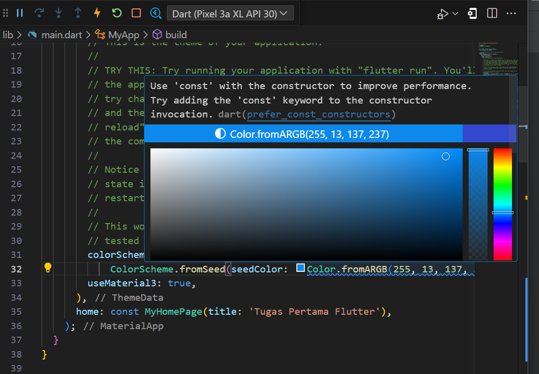 Dart (Pixel 3a XL API 30)
lib > main.dart > MyApp > build
16 // This is the theme of your application.
17 //
18 // TRY THIS: Try running your application with "flutter run". You'll
19 // the app
20 // try cha
21 // and the
22 // reload"
23 // the com
24 //
25 // Notice
26 // state i
27 // restart
28 //
29 // This wo
30 // tested
31 colorSchem
Use 'const' with the constructor to improve performance.
Try adding the 'const' keyword to the constructor
invocation. dart(prefer_const_constructors)
Color.fromARGB(255, 13, 137, 237)
32 ColorScheme.fromSeed(seedColor: Color.fromARGB(255, 13, 137,
33 useMaterial3: true,
34 ), // ThemeData
35 home: const MyHomePage(title: 'Tugas Pertama Flutter'),
36 ); // MaterialApp
37 }
38 }
39